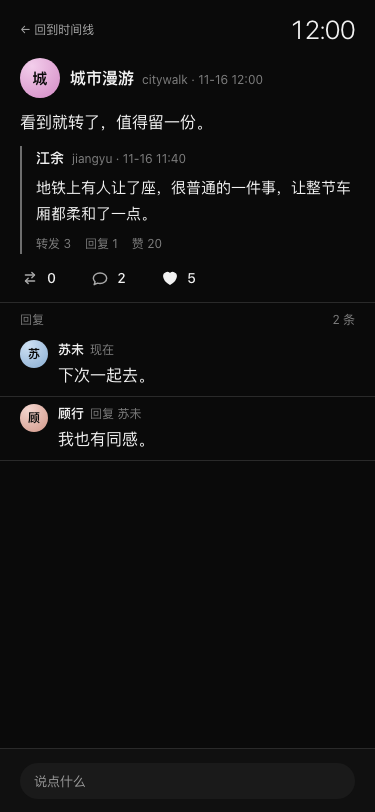 ← 回到时间线
12:00
城
城市漫游 citywalk · 11-16 12:00
看到就转了，值得留一份。
江余 jiangyu · 11-16 11:40
地铁上有人让了座，很普通的一件事，让整节车
厢都柔和了一点。
转发 3 回复 1 赞 20
0 2 5
回复 2 条
苏
苏未 现在
下次一起去。
顾
顾行 回复 苏未
我也有同感。
说点什么